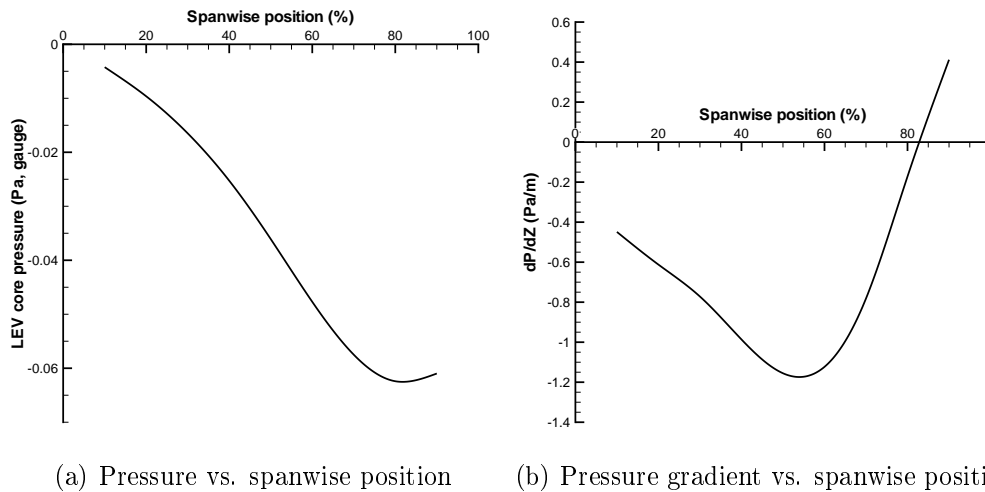 Spanwise position (%)
0 20 40 60 80 100
0
-0.02
-0.04
-0.06
LEV core pressure (Pa, gauge)
(a) Pressure vs. spanwise position
0.6
0.4
0.2
0
-0.2
-0.4
-0.6
-0.8
-1
-1.2
-1.4
Spanwise position (%)
0 20 40 60 80
dP/dZ (Pa/m)
(b) Pressure gradient vs. spanwise positi